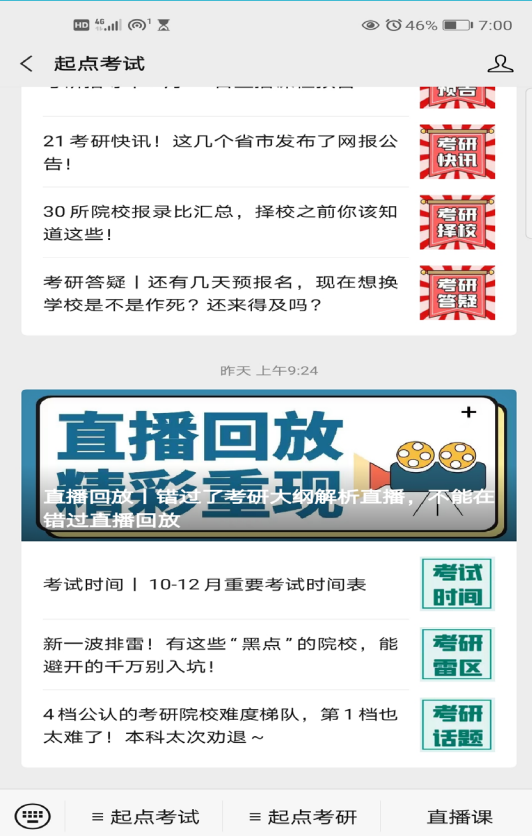 HD 4G 1 46% 7:00
起点考试
预告
21考研快讯！这几个省市发布了网报公
告！
考研
快讯
30所院校报录比汇总，择校之前你该知
道这些！
考研
择校
考研答疑丨还有几天预报名，现在想换
学校是不是作死？还来得及吗？
考研
答疑
昨天 上午9:24
直播回放
精彩重现
直播回放丨错过了考研大纲解析直播，不能在
错过直播回放
考试时间丨10-12月重要考试时间表
考试
时间
新一波排雷！有这些“黑点”的院校，能
避开的千万别入坑！
考研
雷区
4档公认的考研院校难度梯队，第1档也
太难了！本科太次劝退～
考研
话题
起点考试 起点考研 直播课